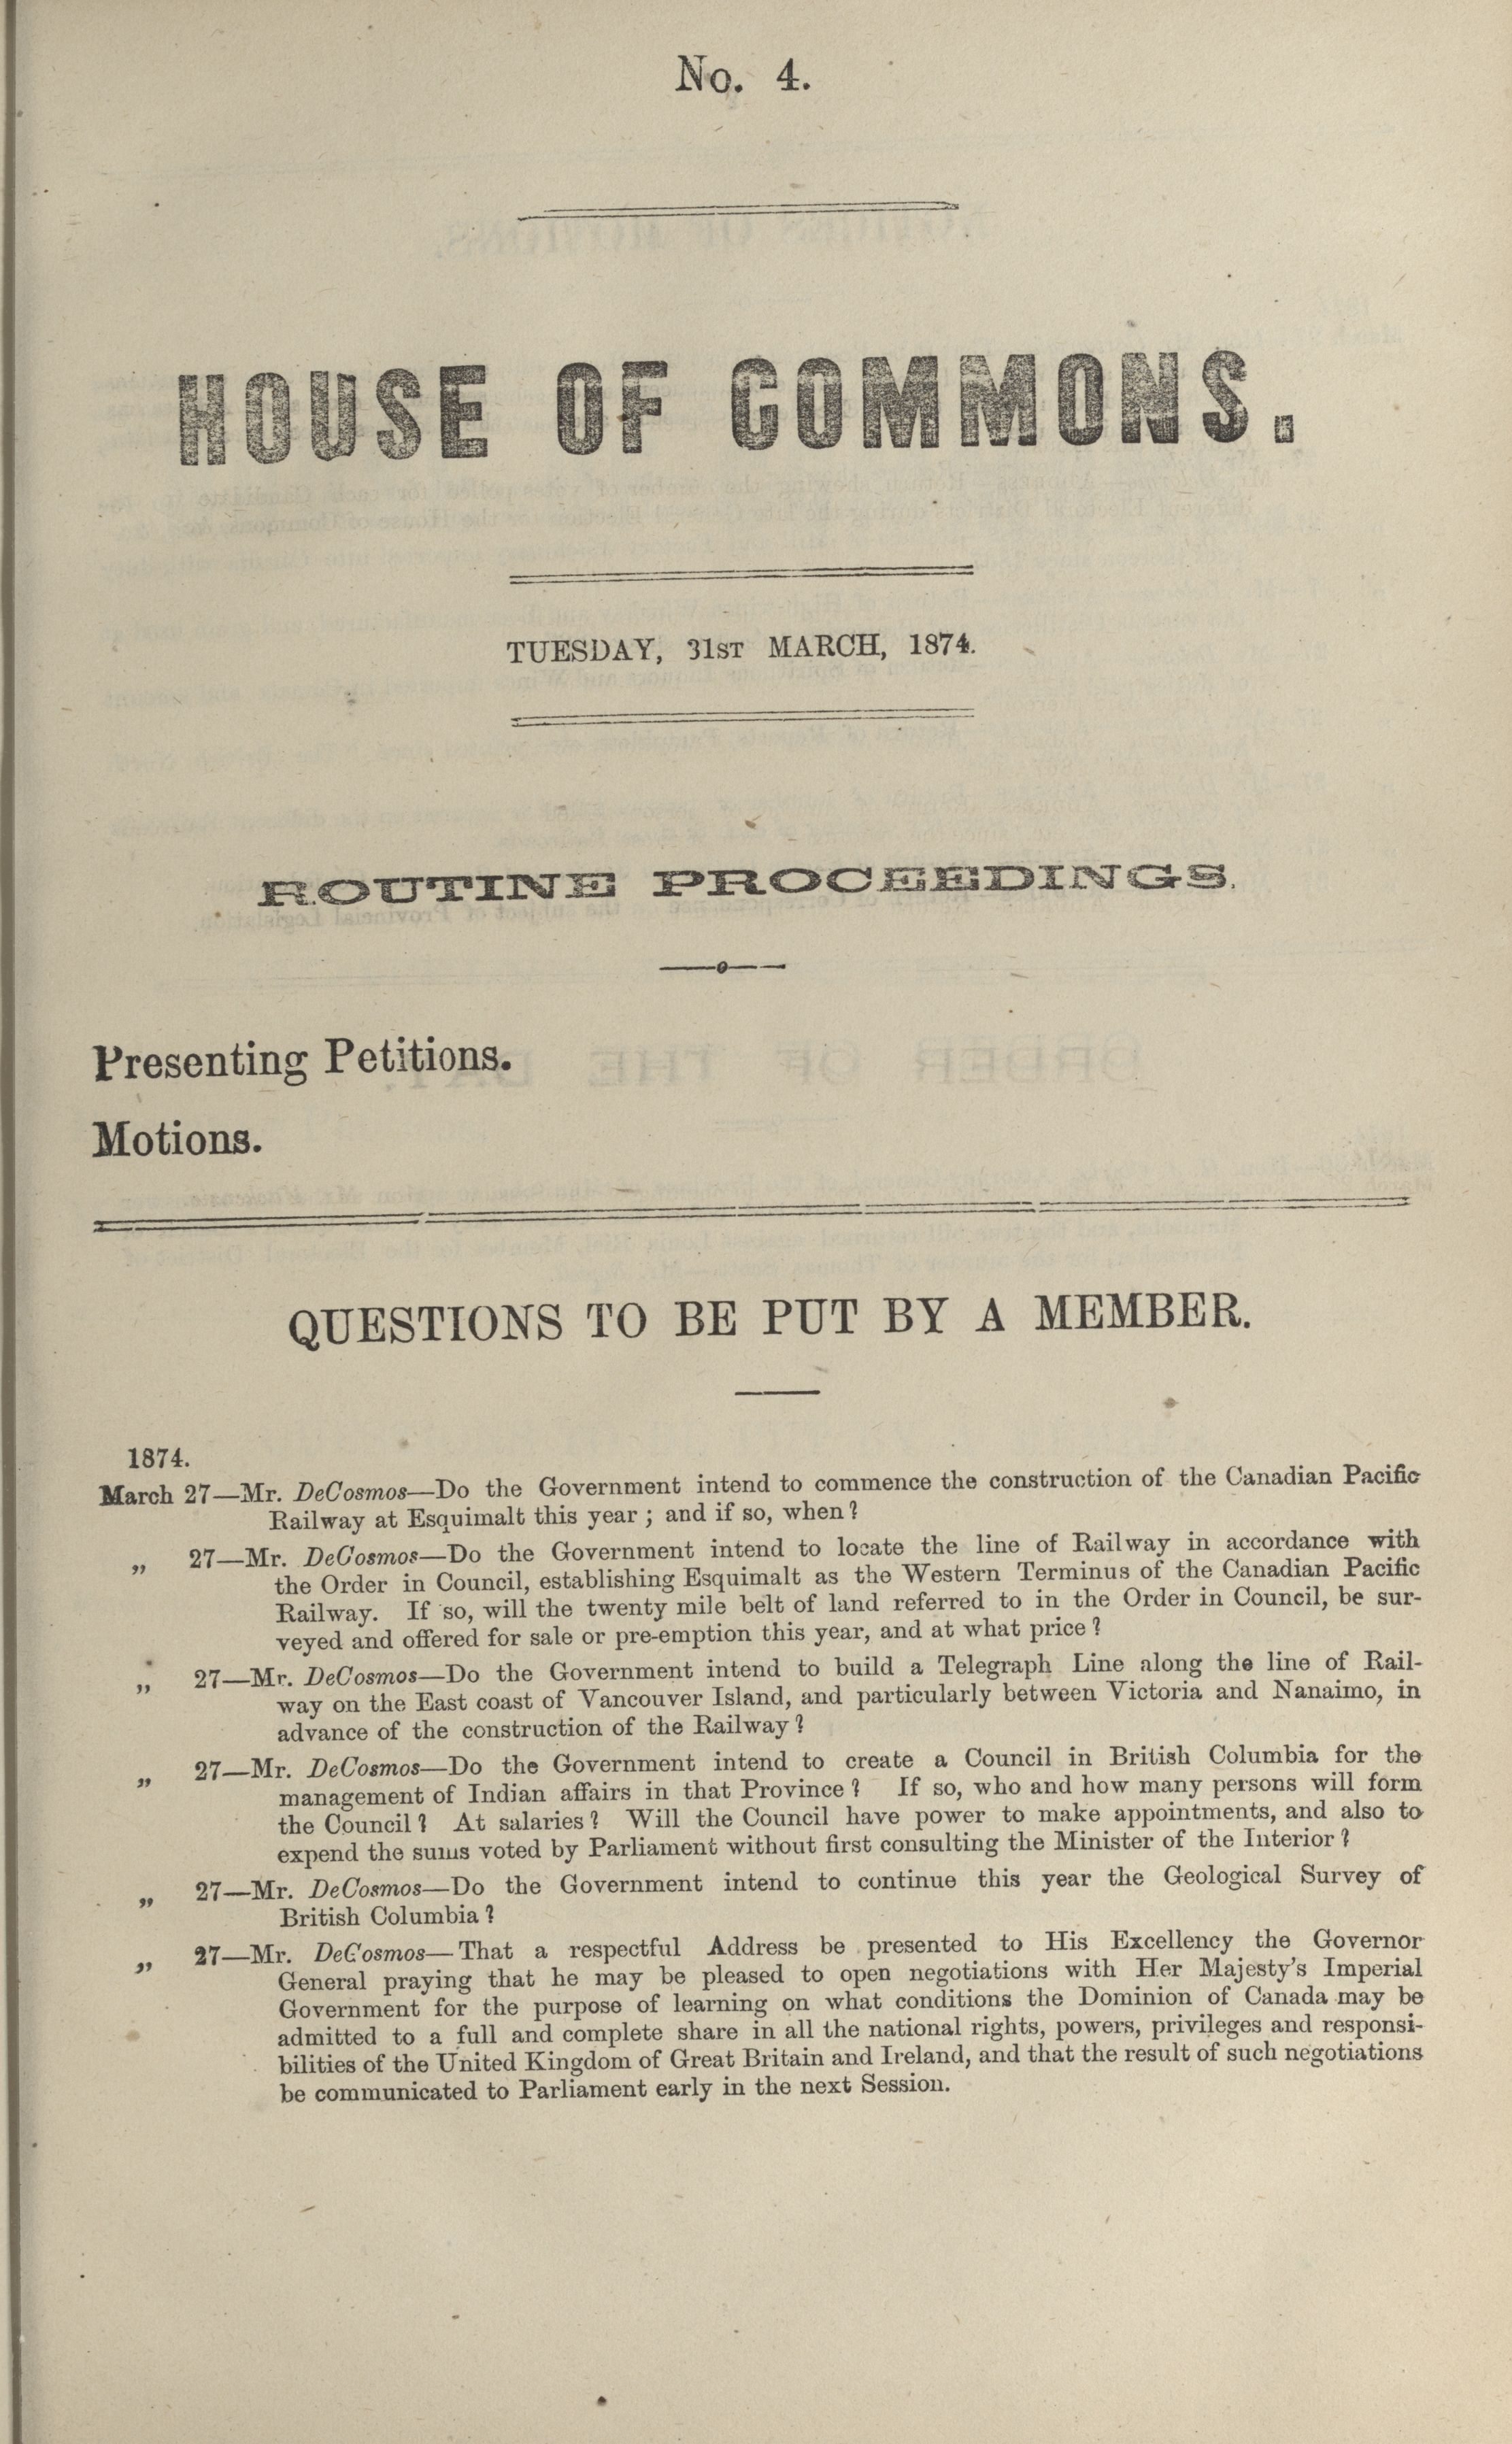 No. 4.
HOUSE OF COMMONS.
TUESDAY, 31ST MARCH, 1874.
ROUTINE PROCEEDINGS.
Presenting Petitions.
Motions.
QUESTIONS TO BE PUT BY A MEMBER.
1874.
March 27—Mr. DeCosmos—Do the Government intend to commence the construction of the Canadian Pacific
Railway at Esquimalt this year ; and if so, when ?
„ 27—Mr. DeCosmos—Do the Government intend to locate the line of Railway in accordance with
the Order in Council, establishing Esquimalt as the Western Terminus of the Canadian Pacific
Railway. If so, will the twenty mile belt of land referred to in the Order in Council, be sur-
veyed and offered for sale or pre-emption this year, and at what price ?
„ 27—Mr. DeCosmos—Do the Government intend to build a Telegraph Line along the line of Rail-
way on the East coast of Vancouver Island, and particularly between Victoria and Nanaimo, in
advance of the construction of the Railway ?
„ 27—Mr. DeCosmos—Do the Government intend to create a Council in British Columbia for the
management of Indian affairs in that Province ? If so, who and how many persons will form
the Council ? At salaries ? Will the Council have power to make appointments, and also to
expend the sums voted by Parliament without first consulting the Minister of the Interior ?
„ 27—Mr. DeCosmos—Do the Government intend to continue this year the Geological Survey of
British Columbia ?
„ 27—Mr. DeCosmos—That a respectful Address be presented to His Excellency the Governor
General praying that he may be pleased to open negotiations with Her Majesty's Imperial
Government for the purpose of learning on what conditions the Dominion of Canada may be
admitted to a full and complete share in all the national rights, powers, privileges and responsi-
bilities of the United Kingdom of Great Britain and Ireland, and that the result of such negotiations
be communicated to Parliament early in the next Session.